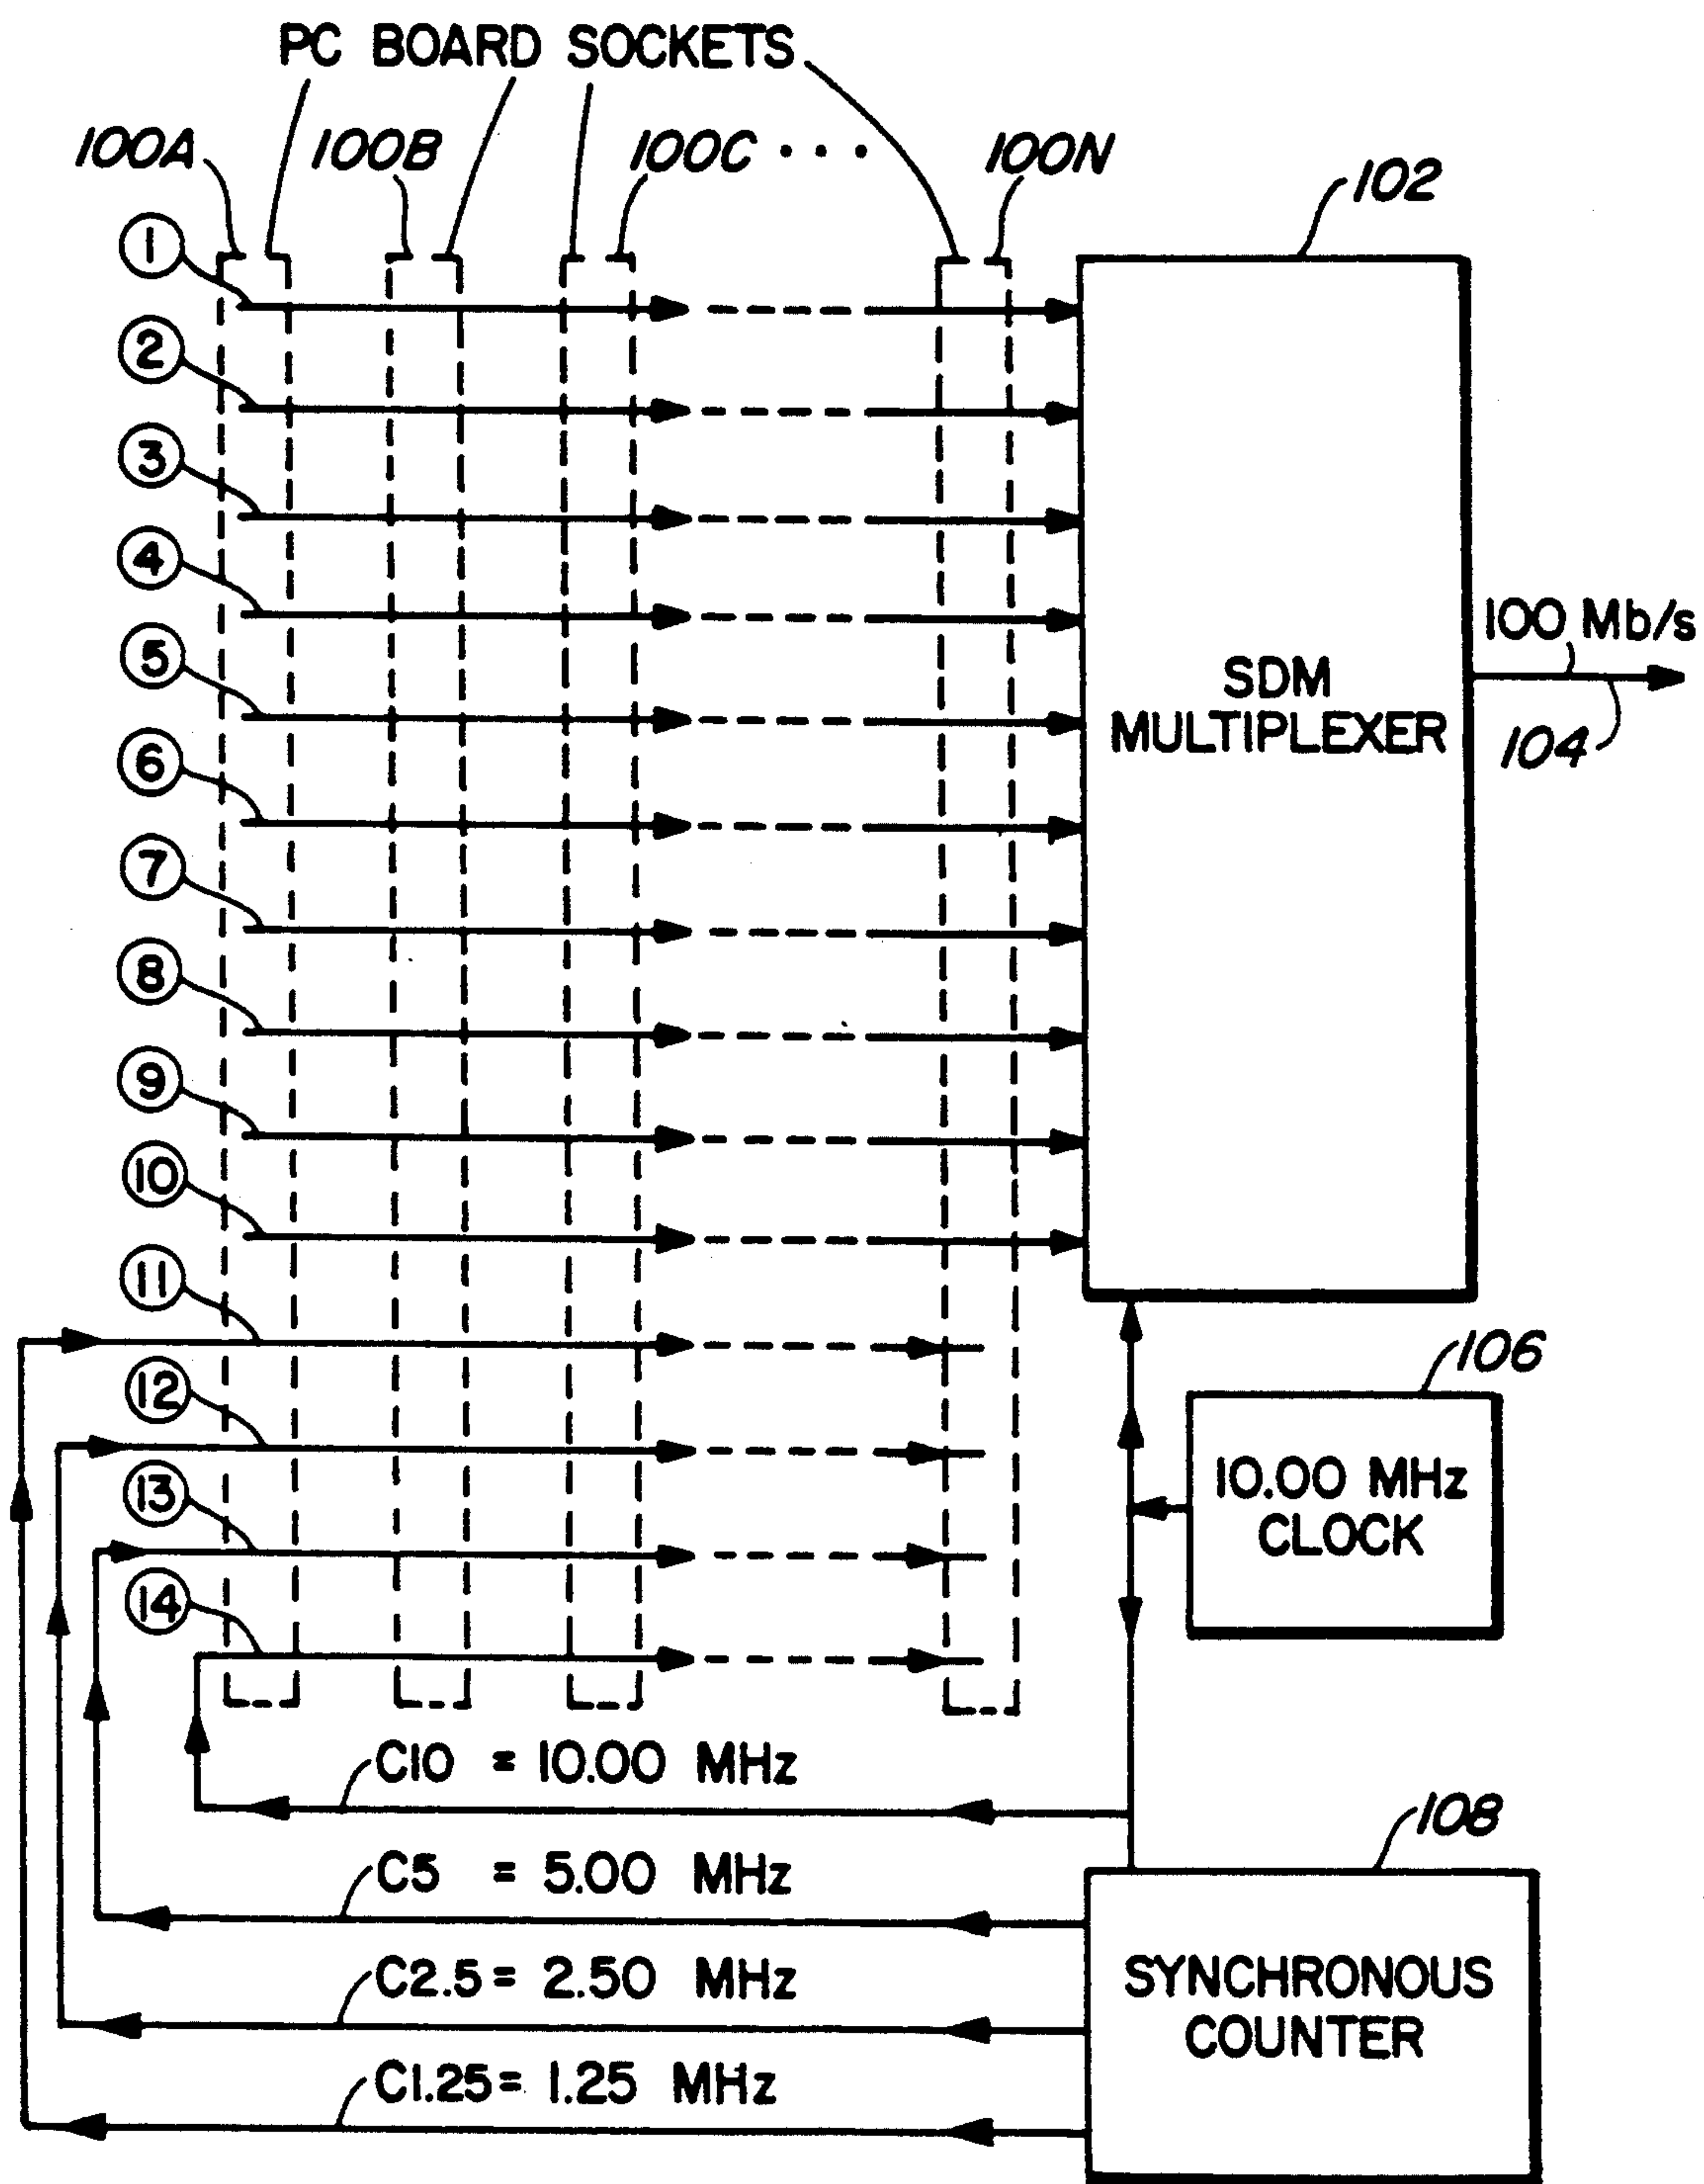 PC BOARD SOCKETS
100A 100B 100C ... 100N
102
1
2
3
4
5
6
7
8
9
10
11
12
13
14
SDM
MULTIPLEXER
100 Mb/s
104
106
10.00 MHz
CLOCK
C10 = 10.00 MHz
C5 = 5.00 MHz
C2.5 = 2.50 MHz
C1.25 = 1.25 MHz
108
SYNCHRONOUS
COUNTER